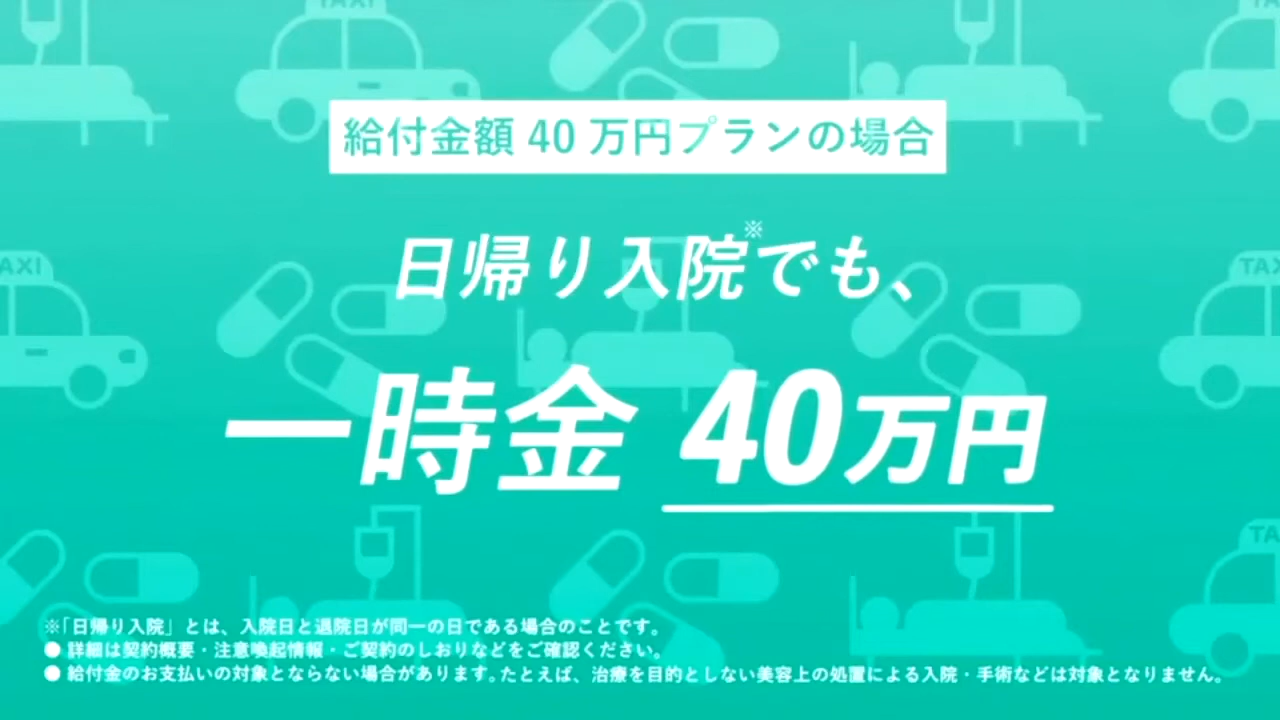 TAXI
TAXI
給付金額 40 万円プランの場合
※
日帰り入院でも、
TAXI
TAXI
一時金 40万円
TAXI
※「日帰り入院」とは、入院日と退院日が同一の日である場合のことです。
● 詳細は契約概要・注意喚起情報・ご契約のしおりなどをご確認ください。
● 給付金のお支払いの対象とならない場合があります。たとえば、治療を目的としない美容上の処置による入院・手術などは対象となりません。